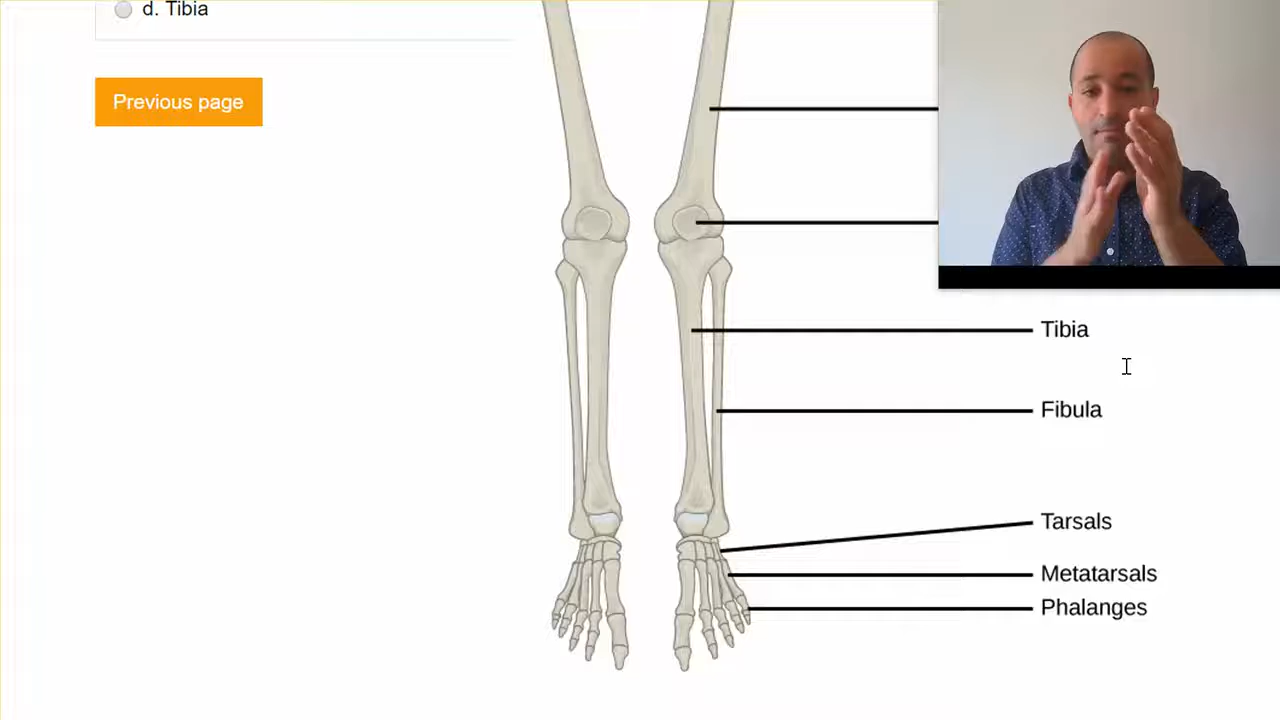 d. Tibia
Previous page
Tibia
Fibula
Tarsals
Metatarsals
Phalanges